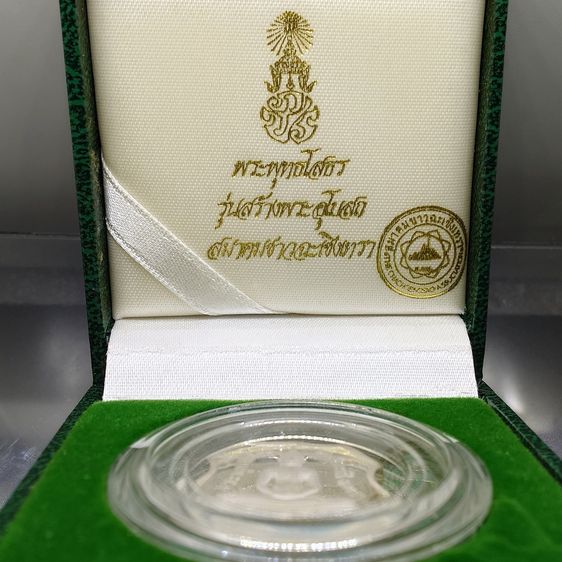 พระพุทธโสธร
รุ่นสร้างพระอุโบสถ
สมาคมชาวฉะเชิงเทรา